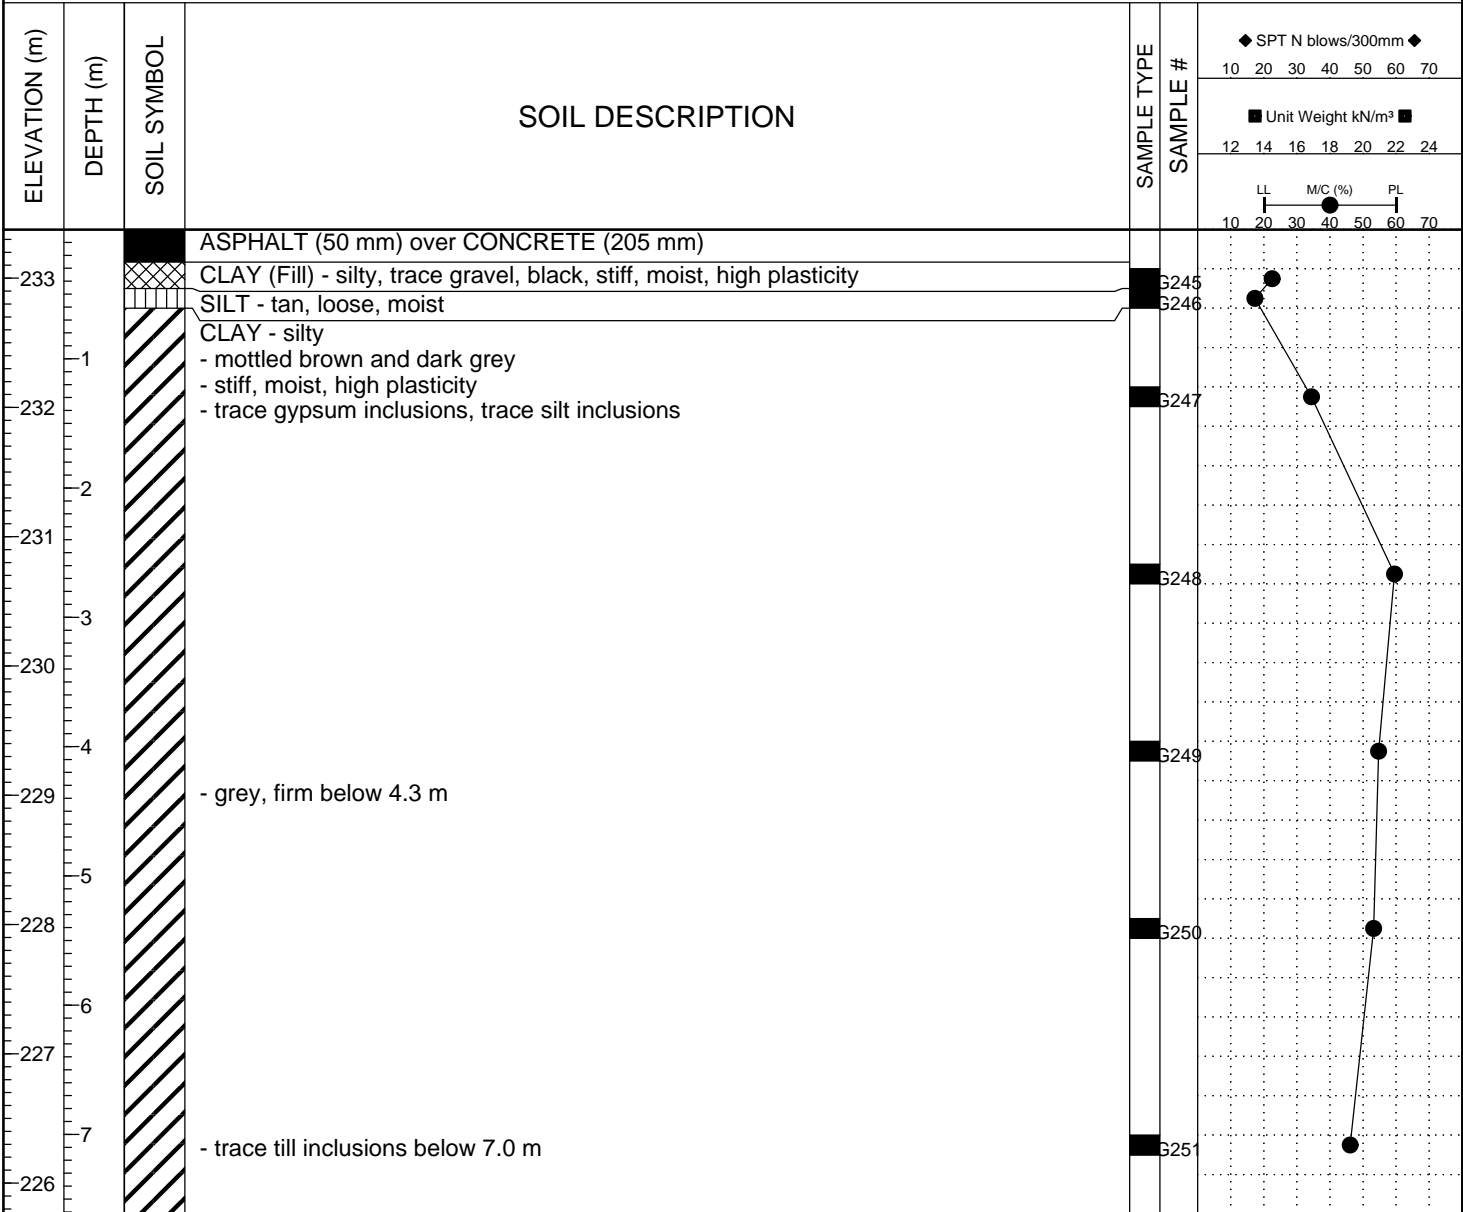 ELEVATION (m)
DEPTH (m)
SOIL SYMBOL
SOIL DESCRIPTION
SAMPLE TYPE
SAMPLE #
◆ SPT N blows/300mm ◆
10 20 30 40 50 60 70
■ Unit Weight kN/m³ ■
12 14 16 18 20 22 24
LL M/C (%) PL
10 20 30 40 50 60 70
ASPHALT (50 mm) over CONCRETE (205 mm)
233
CLAY (Fill) - silty, trace gravel, black, stiff, moist, high plasticity
G245
SILT - tan, loose, moist
G246
CLAY - silty
1
- mottled brown and dark grey
- stiff, moist, high plasticity
G247
232
- trace gypsum inclusions, trace silt inclusions
2
231
G248
3
230
4
G249
229
- grey, firm below 4.3 m
5
228
G250
6
227
7
- trace till inclusions below 7.0 m
G251
226